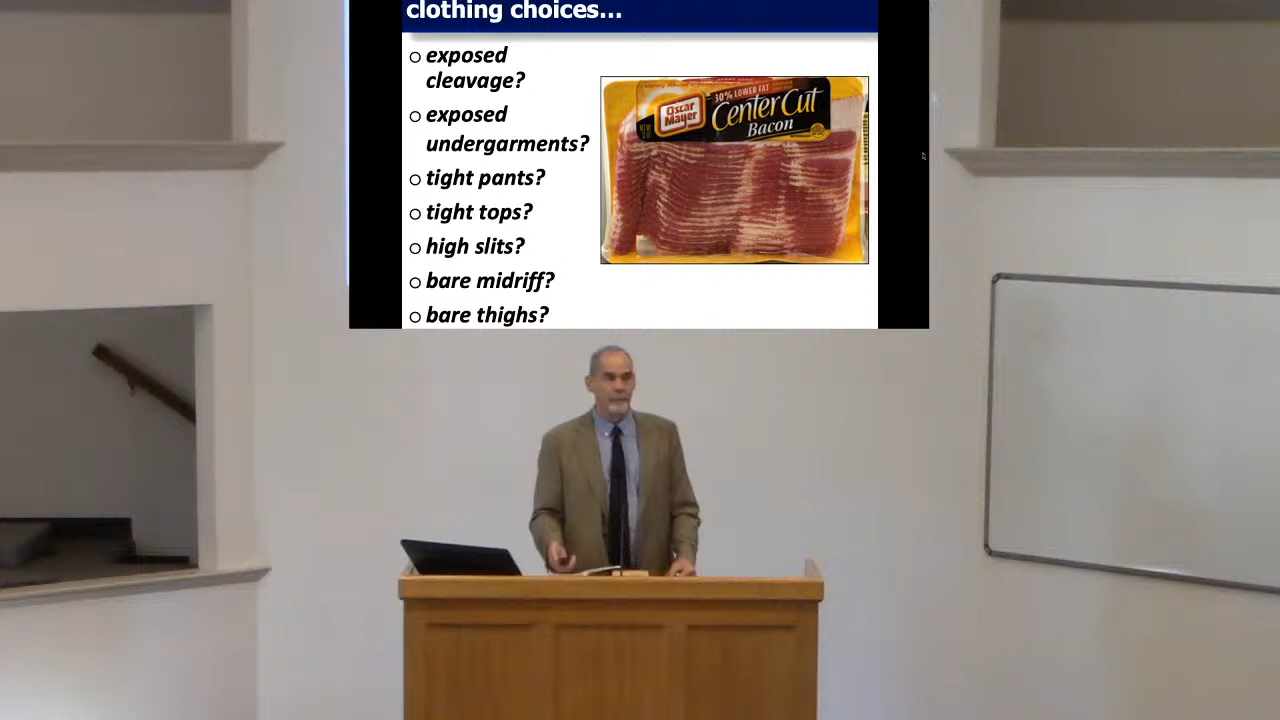 clothing choices...
exposed
cleavage?
exposed
undergarments?
tight pants?
tight tops?
high slits?
bare midriff?
bare thighs?
30% LOWER FAT
Oscar
Mayer
Center Cut
Bacon